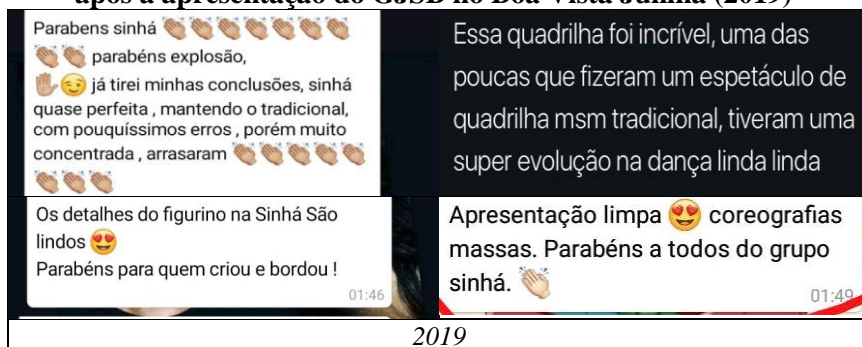 após a apresentação do GJSD no Boa Vista Junina (2019)
Parabens sinhá 👏🏼👏🏼👏🏼👏🏼👏🏼👏🏼👏🏼
👏🏼👏🏼 parabéns explosão,
✋🏼😏 já tirei minhas conclusões, sinhá
quase perfeita , mantendo o tradicional,
com pouquíssimos erros , porém muito
concentrada , arrasaram 👏🏼👏🏼👏🏼👏🏼👏🏼
👏🏼👏🏼👏🏼
Essa quadrilha foi incrível, uma das
poucas que fizeram um espetáculo de
quadrilha msm tradicional, tiveram uma
super evolução na dança linda linda
Os detalhes do figurino na Sinhá São
lindos 😍
Parabéns para quem criou e bordou !
01:46
Apresentação limpa 😍 coreografias
massas. Parabéns a todos do grupo
sinhá. 👏🏼
01:49
2019